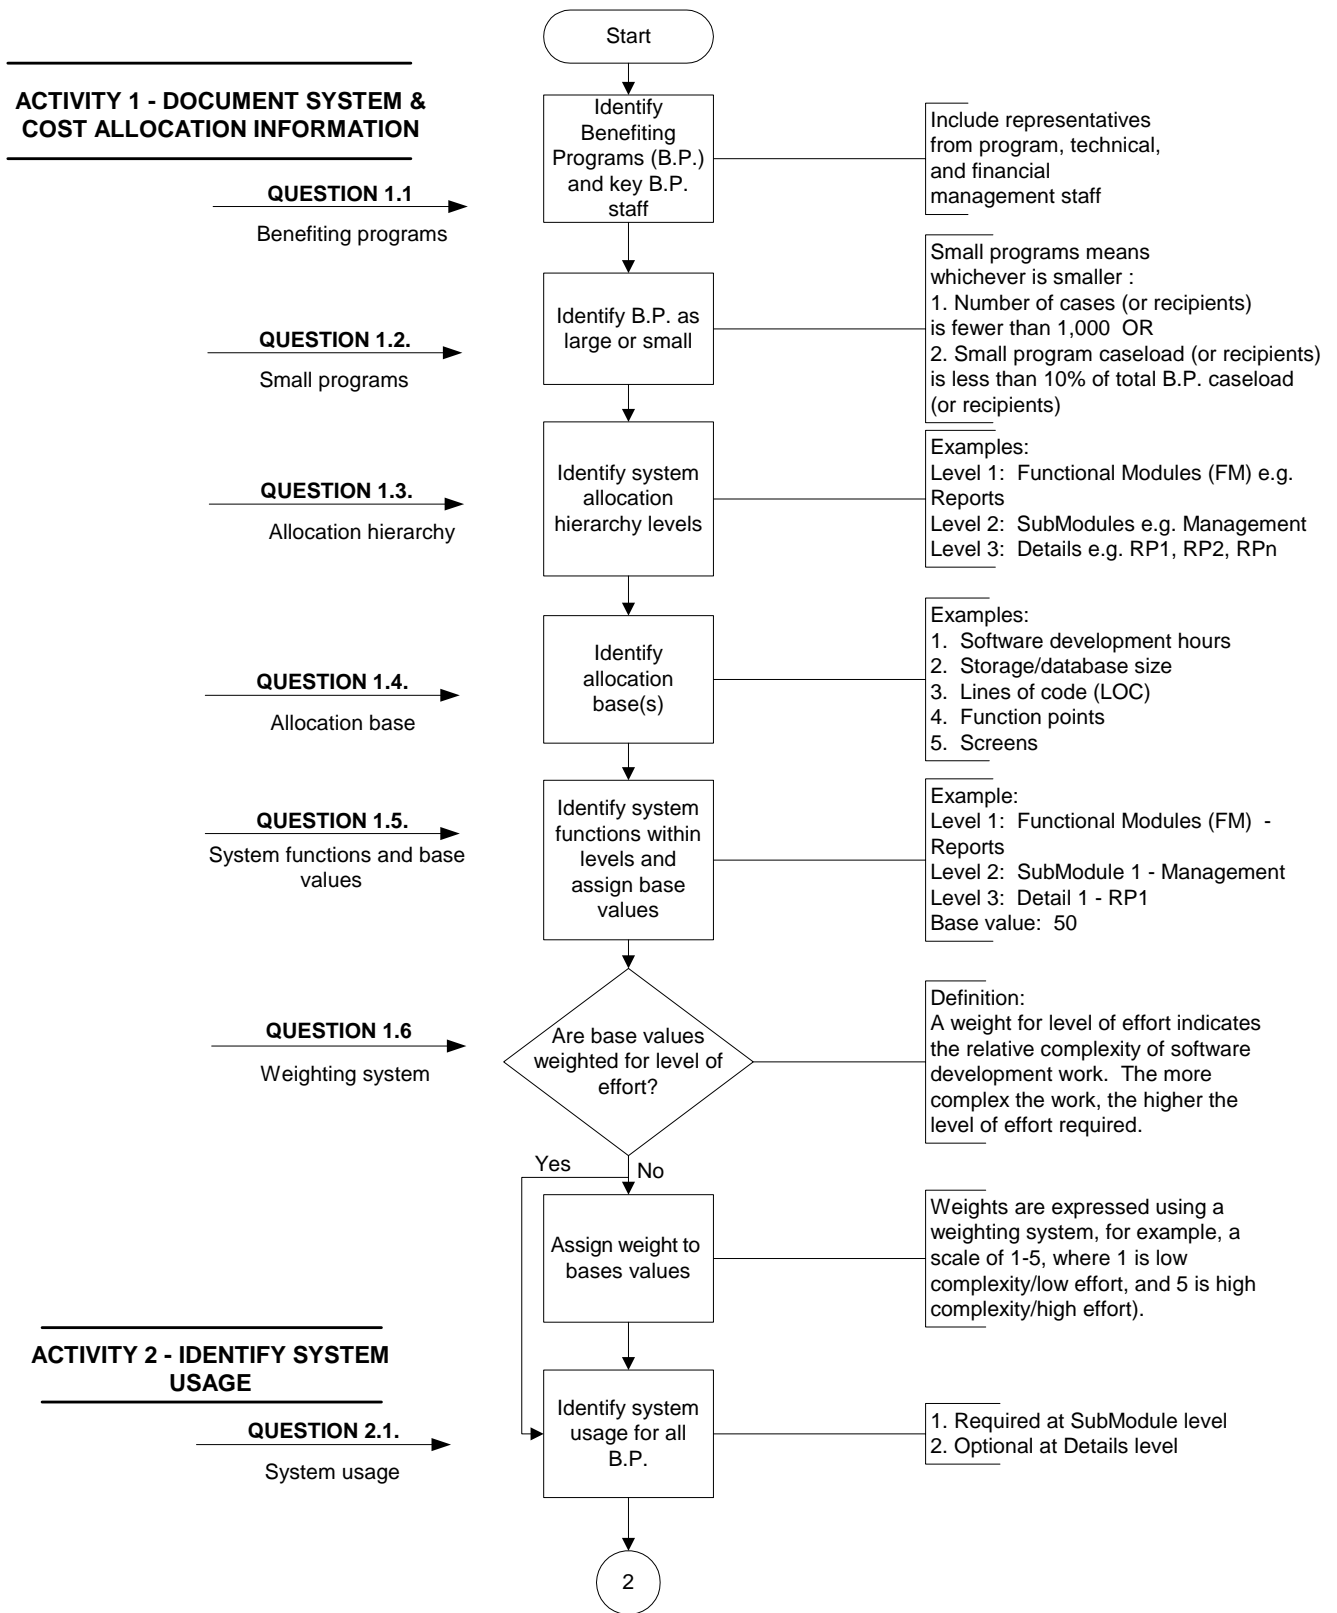 Start
ACTIVITY 1 - DOCUMENT SYSTEM &
COST ALLOCATION INFORMATION
QUESTION 1.1
Benefiting programs
Identify
Benefiting
Programs (B.P.)
and key B.P.
staff
Include representatives
from program, technical,
and financial
management staff
QUESTION 1.2.
Small programs
Identify B.P. as
large or small
Small programs means
whichever is smaller :
1. Number of cases (or recipients)
is fewer than 1,000  OR
2. Small program caseload (or recipients)
is less than 10% of total B.P. caseload
(or recipients)
QUESTION 1.3.
Allocation hierarchy
Identify system
allocation
hierarchy levels
Examples:
Level 1:  Functional Modules (FM) e.g.
Reports
Level 2:  SubModules e.g. Management
Level 3:  Details e.g. RP1, RP2, RPn
QUESTION 1.4.
Allocation base
Identify
allocation
base(s)
Examples:
1.  Software development hours
2.  Storage/database size
3.  Lines of code (LOC)
4.  Function points
5.  Screens
QUESTION 1.5.
System functions and base
values
Identify system
functions within
levels and
assign base
values
Example:
Level 1:  Functional Modules (FM)  -
Reports
Level 2:  SubModule 1 - Management
Level 3:  Detail 1 - RP1
Base value:  50
QUESTION 1.6
Weighting system
Are base values
weighted for level of
effort?
Definition:
A weight for level of effort indicates
the relative complexity of software
development work.  The more
complex the work, the higher the
level of effort required.
Yes
No
Assign weight to
bases values
Weights are expressed using a
weighting system, for example, a
scale of 1-5, where 1 is low
complexity/low effort, and 5 is high
complexity/high effort).
ACTIVITY 2 - IDENTIFY SYSTEM
USAGE
QUESTION 2.1.
System usage
Identify system
usage for all
B.P.
1. Required at SubModule level
2. Optional at Details level
2